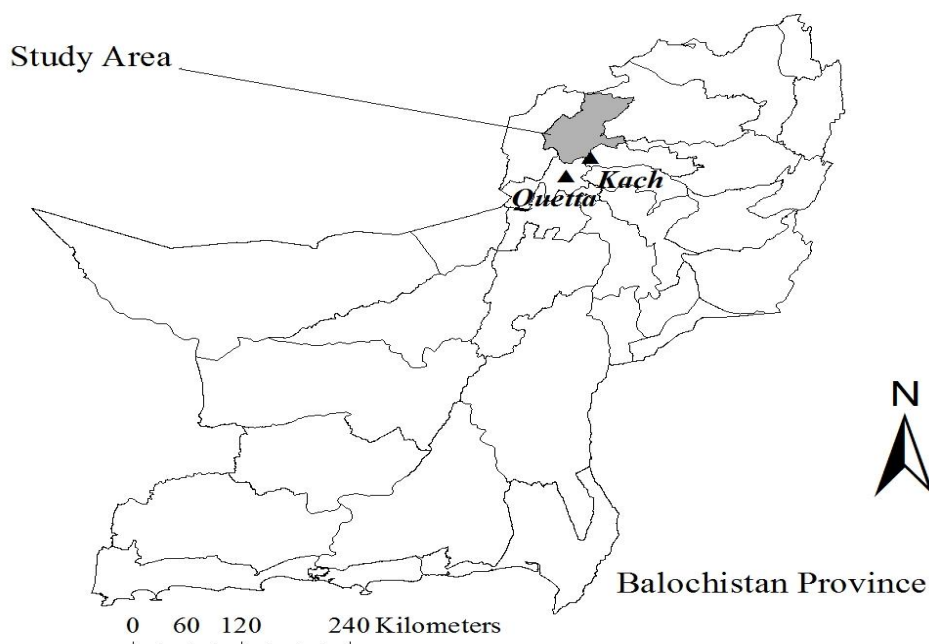 Study Area
Kach
Quetta
N
Balochistan Province
0 60 120 240 Kilometers